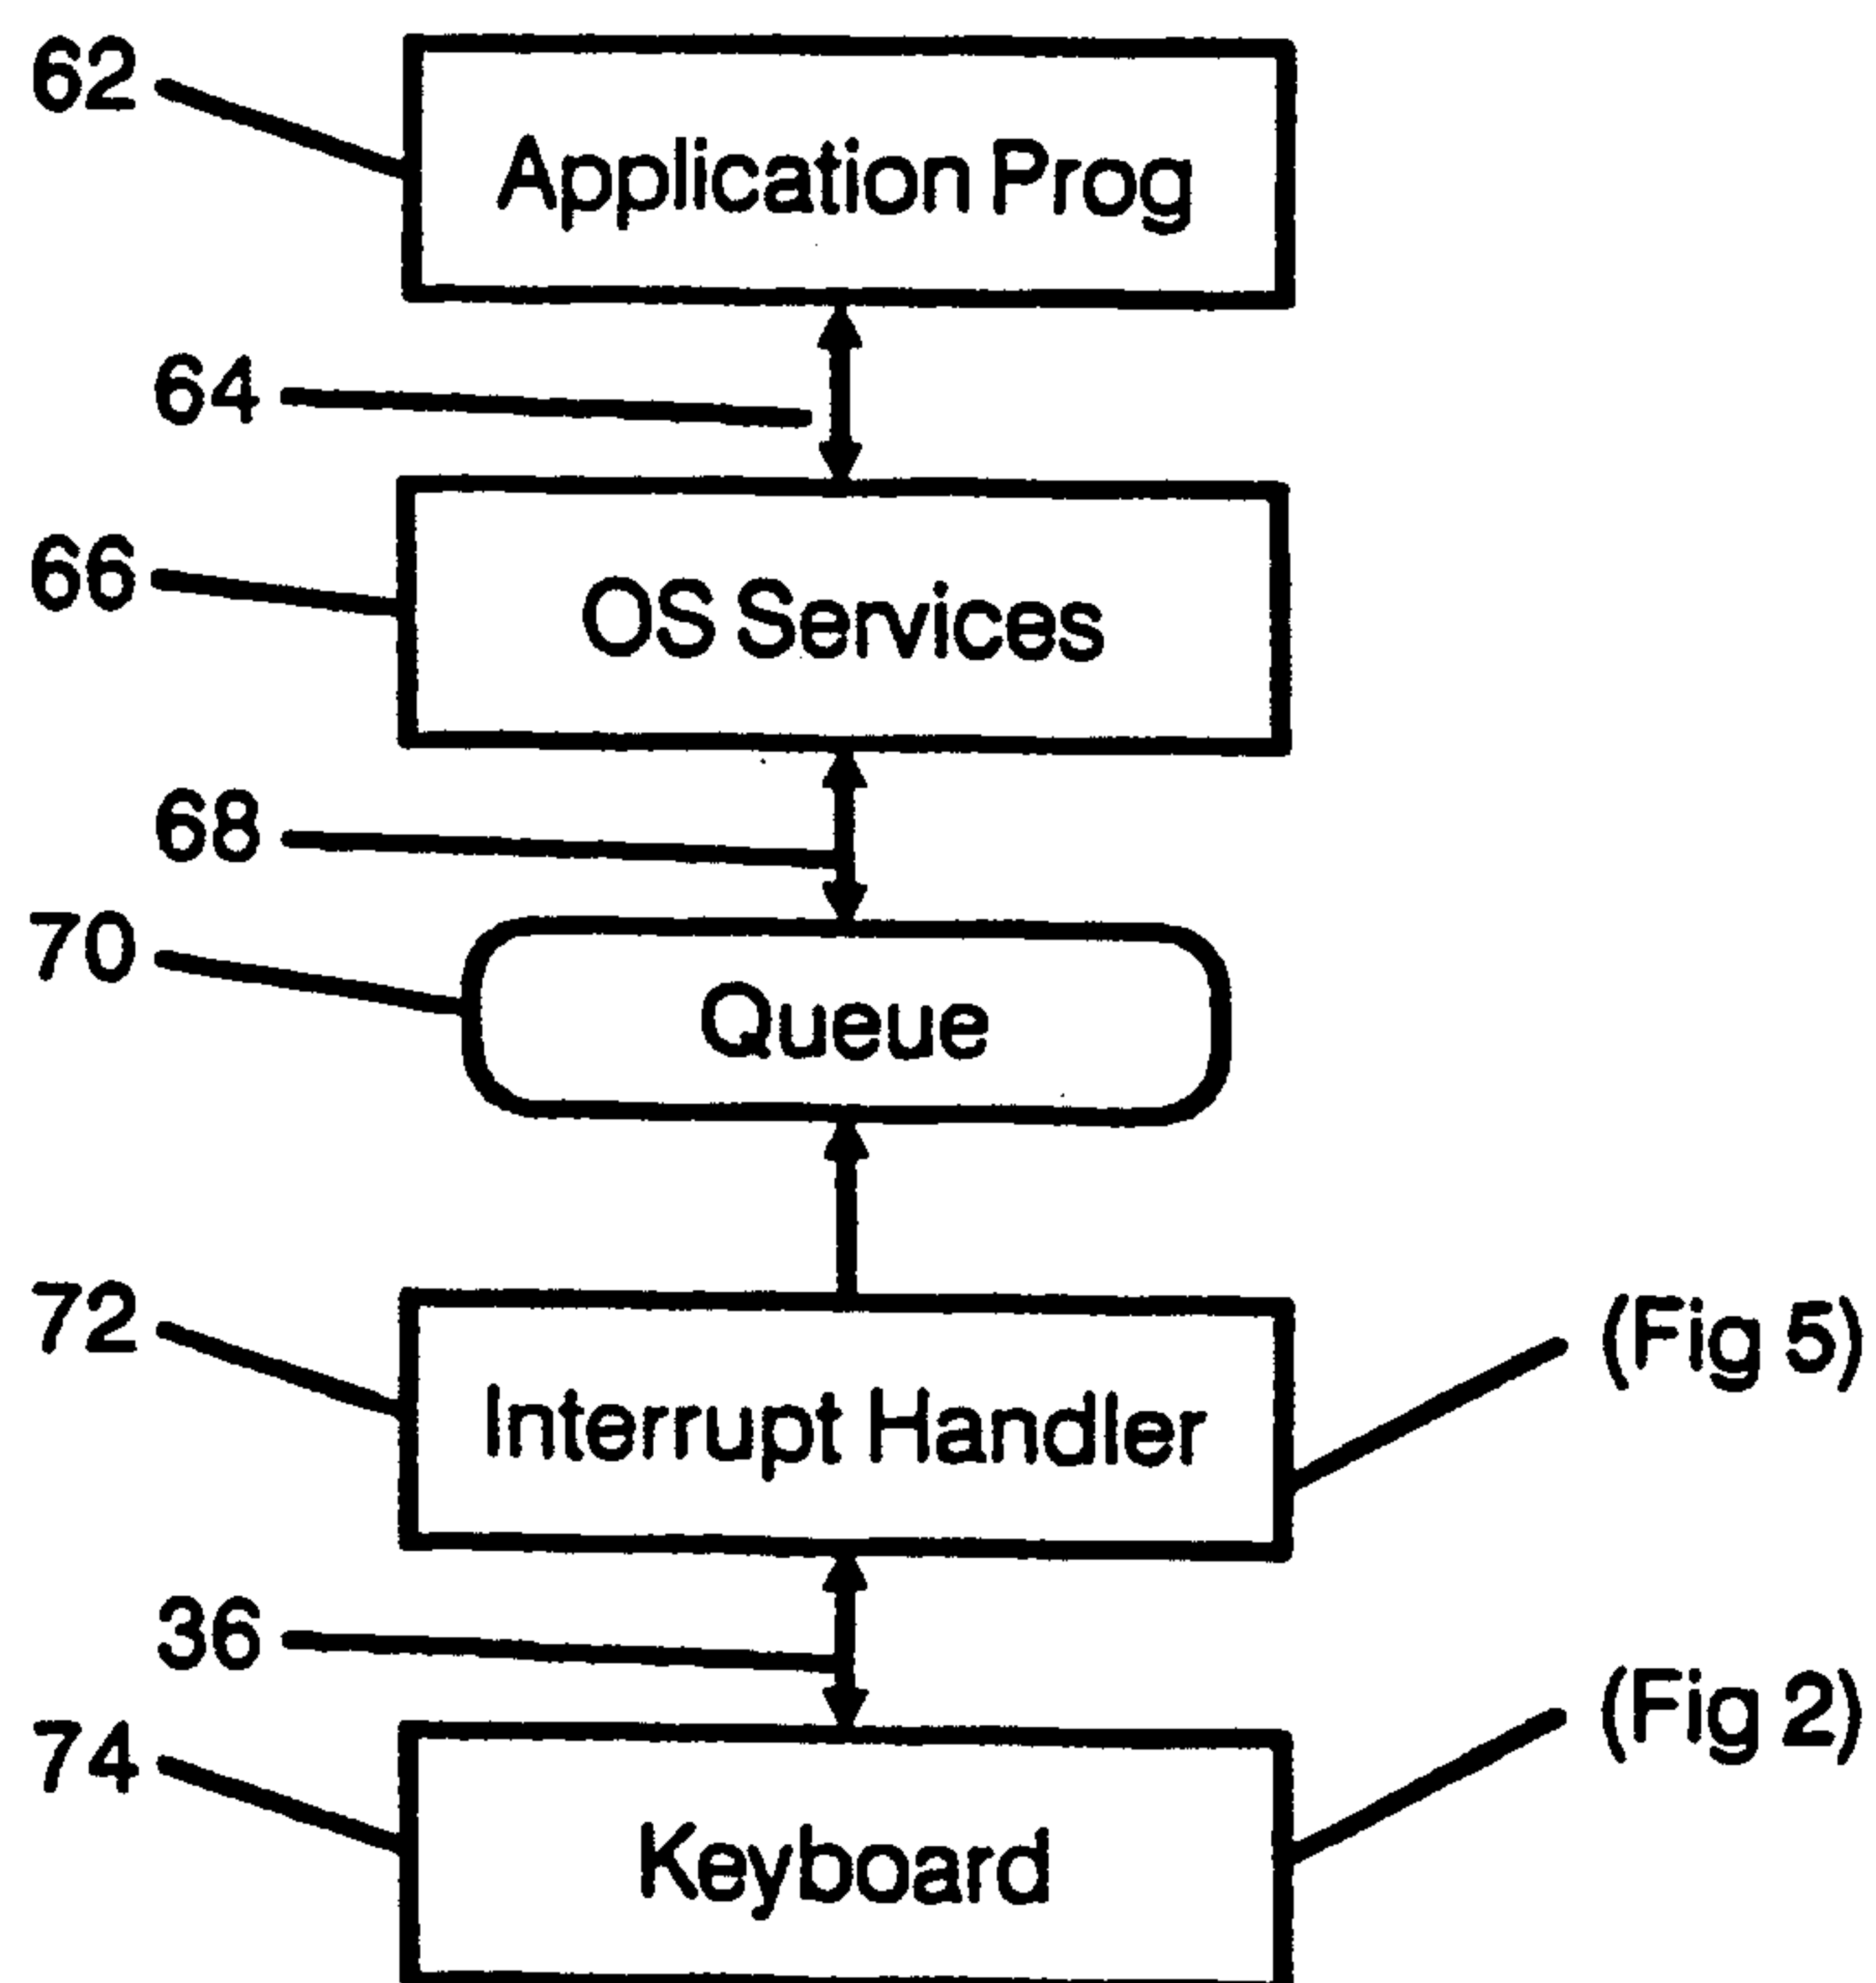 62
Application Prog
64
66
OS Services
68
70
Queue
72
(Fig 5)
Interrupt Handler
36
(Fig 2)
74
Keyboard